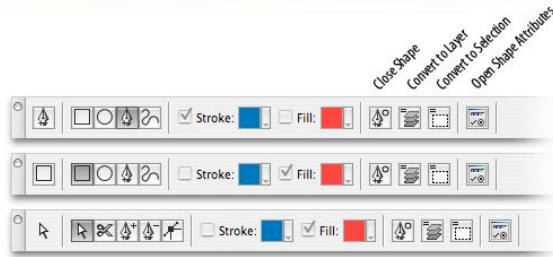 Close Shape
Convert to Layer
Convert to Selection
Open Shape Attributes
Stroke: Fill:
Stroke: Fill:
Stroke: Fill: